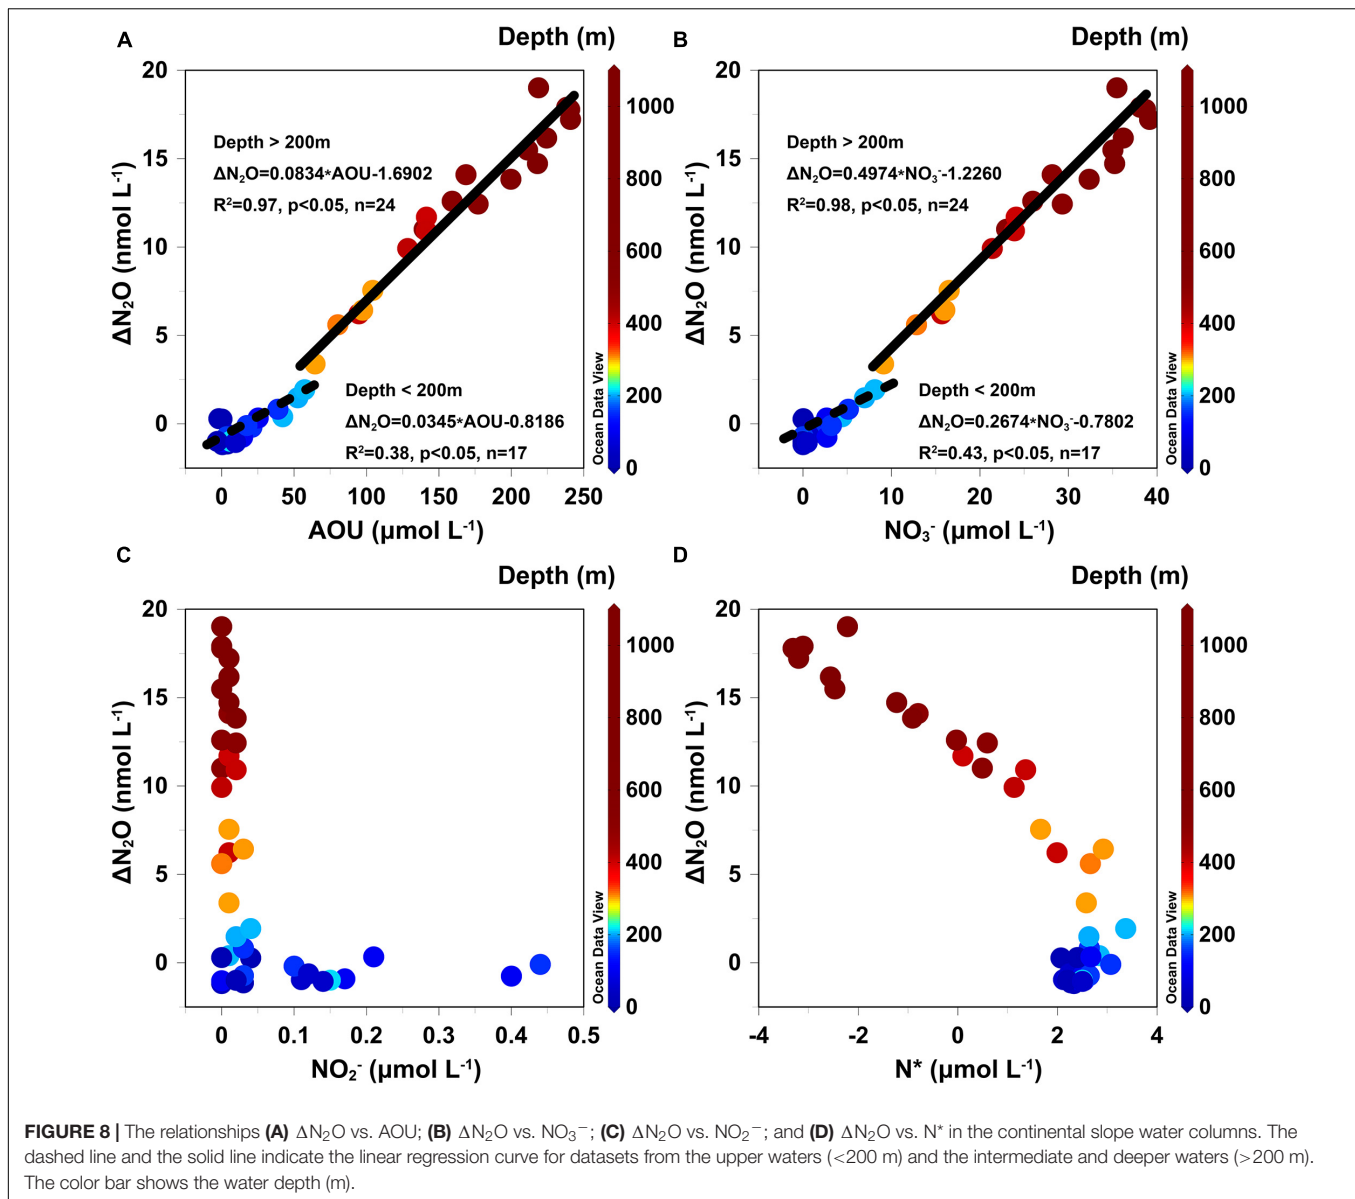 A
Depth (m)
20
15
10
5
0
ΔN₂O (nmol L⁻¹)
Depth > 200m
ΔN₂O=0.0834*AOU-1.6902
R²=0.97, p<0.05, n=24
Depth < 200m
ΔN₂O=0.0345*AOU-0.8186
R²=0.38, p<0.05, n=17
0 50 100 150 200 250
AOU (µmol L⁻¹)
1000
800
600
400
200
0
Ocean Data View
B
Depth (m)
20
15
10
5
0
ΔN₂O (nmol L⁻¹)
Depth > 200m
ΔN₂O=0.4974*NO₃⁻-1.2260
R²=0.98, p<0.05, n=24
Depth < 200m
ΔN₂O=0.2674*NO₃⁻-0.7802
R²=0.43, p<0.05, n=17
0 10 20 30 40
NO₃⁻ (µmol L⁻¹)
1000
800
600
400
200
0
Ocean Data View
C
Depth (m)
20
15
10
5
0
ΔN₂O (nmol L⁻¹)
0 0.1 0.2 0.3 0.4 0.5
NO₂⁻ (µmol L⁻¹)
1000
800
600
400
200
0
Ocean Data View
D
Depth (m)
20
15
10
5
0
ΔN₂O (nmol L⁻¹)
-4 -2 0 2 4
N* (µmol L⁻¹)
1000
800
600
400
200
0
Ocean Data View
FIGURE 8 | The relationships (A) ΔN₂O vs. AOU; (B) ΔN₂O vs. NO₃⁻; (C) ΔN₂O vs. NO₂⁻; and (D) ΔN₂O vs. N* in the continental slope water columns. The
dashed line and the solid line indicate the linear regression curve for datasets from the upper waters (<200 m) and the intermediate and deeper waters (>200 m).
The color bar shows the water depth (m).